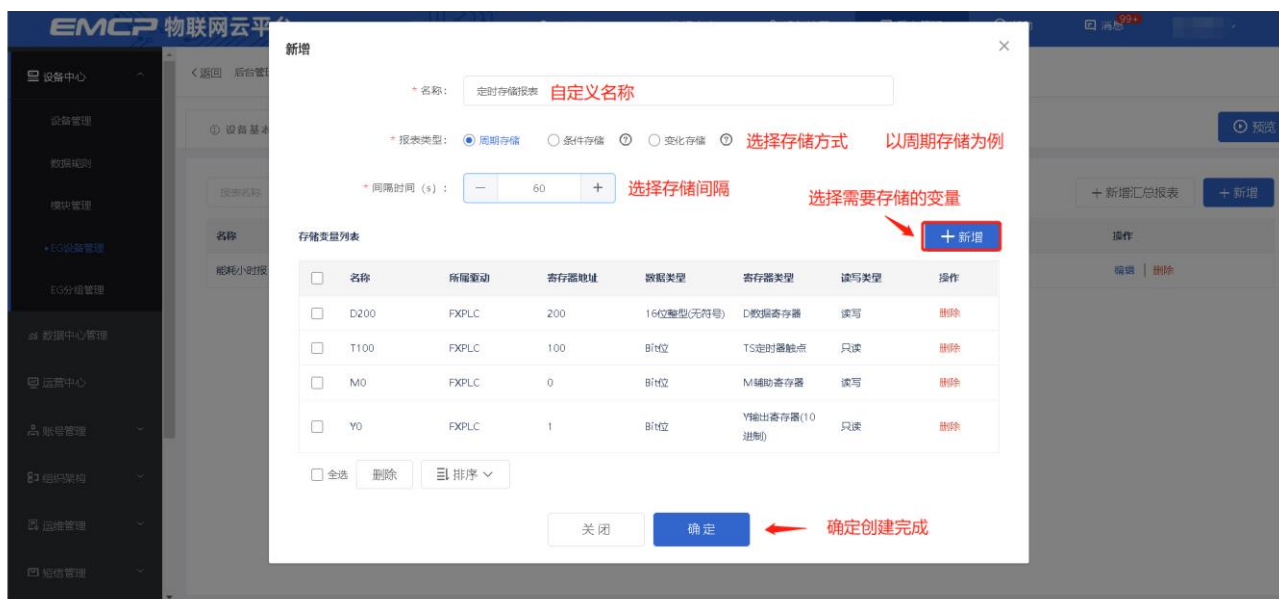 EMCP 物联网云平台
消息 99+
设备中心
设备管理
数据规则
模块管理
•EG设备管理
EG分组管理
数据中心管理
运营中心
账号管理
组织架构
运维管理
短信管理
<返回 后台管
① 设备基本
预览
报表名称
+ 新增汇总报表
+ 新增
名称
操作
能耗小时报
编辑 | 删除
新增
* 名称: 定时存储报表 自定义名称
* 报表类型: 周期存储 条件存储 变化存储 选择存储方式 以周期存储为例
* 间隔时间 (s) : — 60 + 选择存储间隔
选择需要存储的变量
存储变量列表
+ 新增
名称 所属驱动 寄存器地址 数据类型 寄存器类型 读写类型 操作
D200 FXPLC 200 16位整型(无符号) D数据寄存器 读写 删除
T100 FXPLC 100 Bit位 TS定时器触点 只读 删除
M0 FXPLC 0 Bit位 M辅助寄存器 读写 删除
Y0 FXPLC 1 Bit位 Y输出寄存器(10
进制) 只读 删除
全选 删除 排序
关闭 确定 确定创建完成